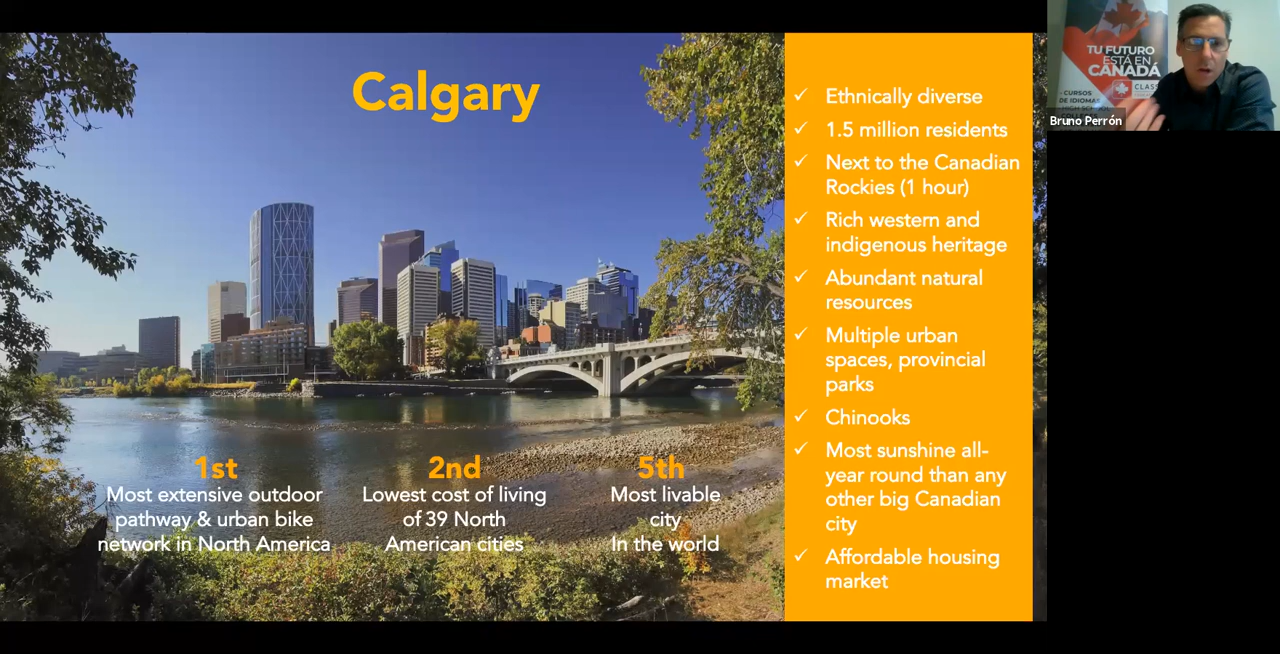 Calgary
1st
Most extensive outdoor
pathway & urban bike
network in North America
2nd
Lowest cost of living
of 39 North
American cities
5th
Most livable
city
In the world
Ethnically diverse
1.5 million residents
Next to the Canadian
Rockies (1 hour)
Rich western and
indigenous heritage
Abundant natural
resources
Multiple urban
spaces, provincial
parks
Chinooks
Most sunshine all-
year round than any
other big Canadian
city
Affordable housing
market
TU FUTURO
ESTÁ EN
CANADÁ
CLASS
CURSOS
DE IDIOMAS
HIGH SCHOOL
Bruno Perrón